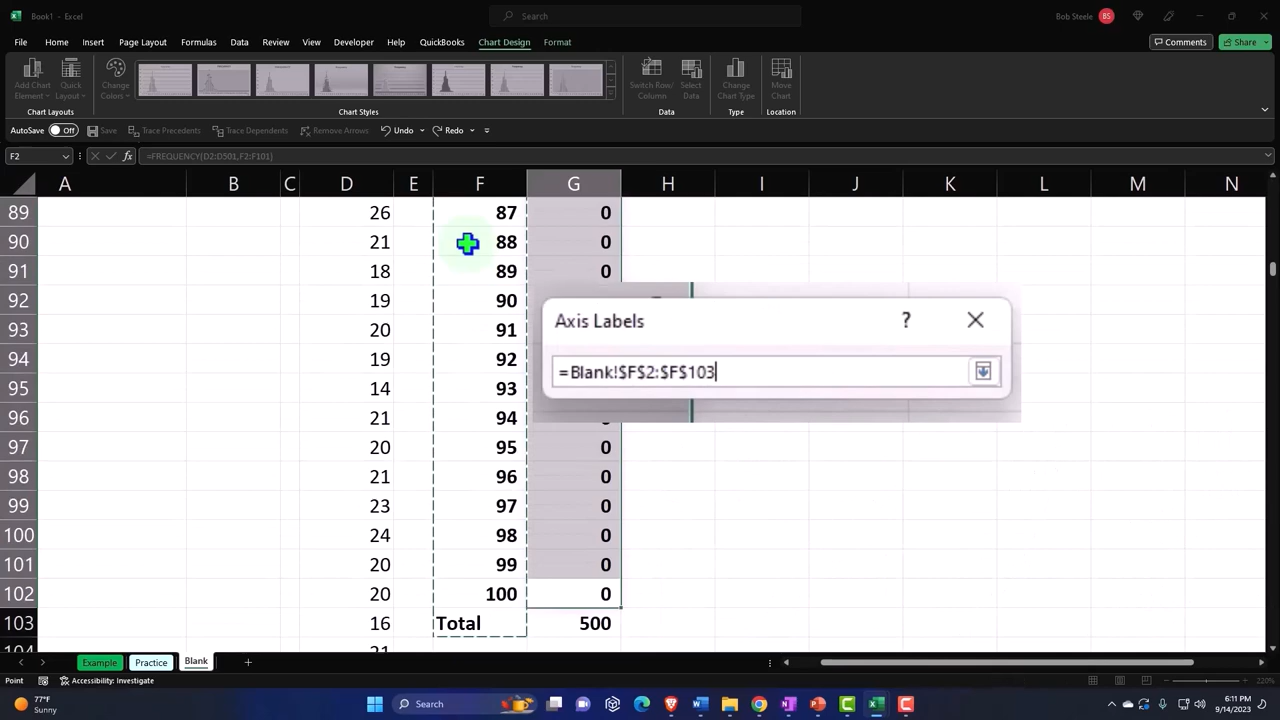 Book1 - Excel
Search
Bob Steele BS
File Home Insert Page Layout Formulas Data Review View Developer Help QuickBooks Chart Design Format
Comments Share
Add Chart Element
Quick Layout
Change Colors
Switch Row/ Column
Select Data
Change Chart Type
Move Chart
Chart Layouts Chart Styles Data Type Location
AutoSave Off Save Trace Precedents Trace Dependents Remove Arrows Undo Redo
F2 fx =FREQUENCY(D2:D501,F2:F101)
A B C D E F G H I J K L M N
89 26 87 0
90 21 88 0
91 18 89 0
92 19 90
93 20 91
94 19 92
95 14 93
96 21 94 0
97 20 95 0
98 21 96 0
99 23 97 0
100 24 98 0
101 20 99 0
102 20 100 0
103 16 Total 500
104 21
Axis Labels ?
=Blank!$F$2:$F$103
Example Practice Blank
Point Accessibility: Investigate 220%
77°F
Sunny
Search
6:11 PM
9/14/2023